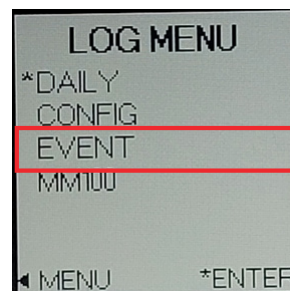 LOG MENU
*DAILY
CONFIG
EVENT
MM100
◄ MENU *ENTER